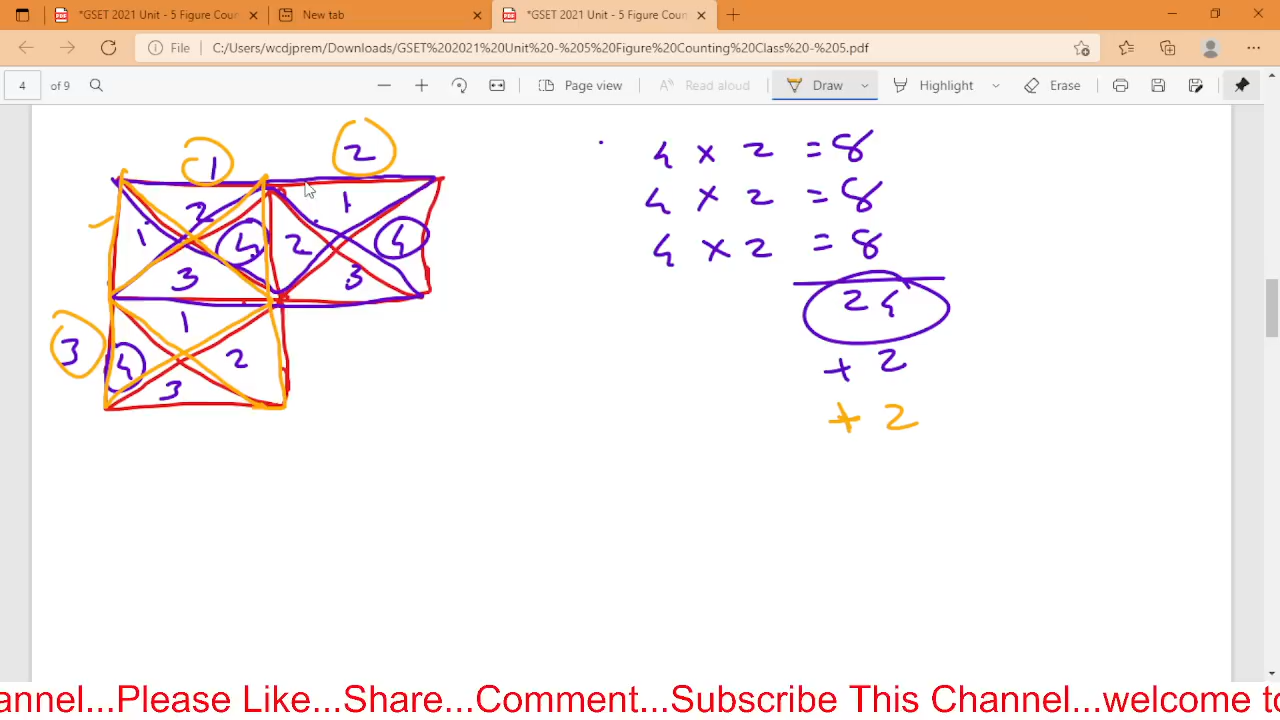 *GSET 2021 Unit - 5 Figure Coun
New tab
*GSET 2021 Unit - 5 Figure Coun
File
C:/Users/wcdjprem/Downloads/GSET%202021%20Unit%20-%205%20Figure%20Counting%20Class%20-%205.pdf
4 of 9
Page view
Read aloud
Draw
Highlight
Erase
1
2
2
1
1
4
2
4
3
3
1
3
4
2
3
4 x 2 = 8
4 x 2 = 8
4 x 2 = 8
24
+ 2
+ 2
annel...Please Like...Share...Comment...Subscribe This Channel...welcome to